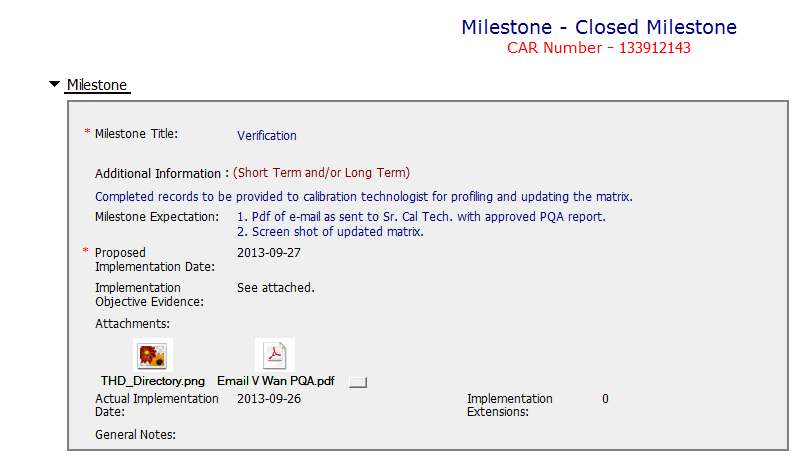 Milestone - Closed Milestone
CAR Number - 133912143
Milestone
* Milestone Title: Verification
Additional Information : (Short Term and/or Long Term)
Completed records to be provided to calibration technologist for profiling and updating the matrix.
Milestone Expectation: 1. Pdf of e-mail as sent to Sr. Cal Tech. with approved PQA report.
2. Screen shot of updated matrix.
* Proposed 2013-09-27
Implementation Date:
Implementation See attached.
Objective Evidence:
Attachments:
THD_Directory.png Email V Wan PQA.pdf
Actual Implementation 2013-09-26 Implementation 0
Date: Extensions:
General Notes: